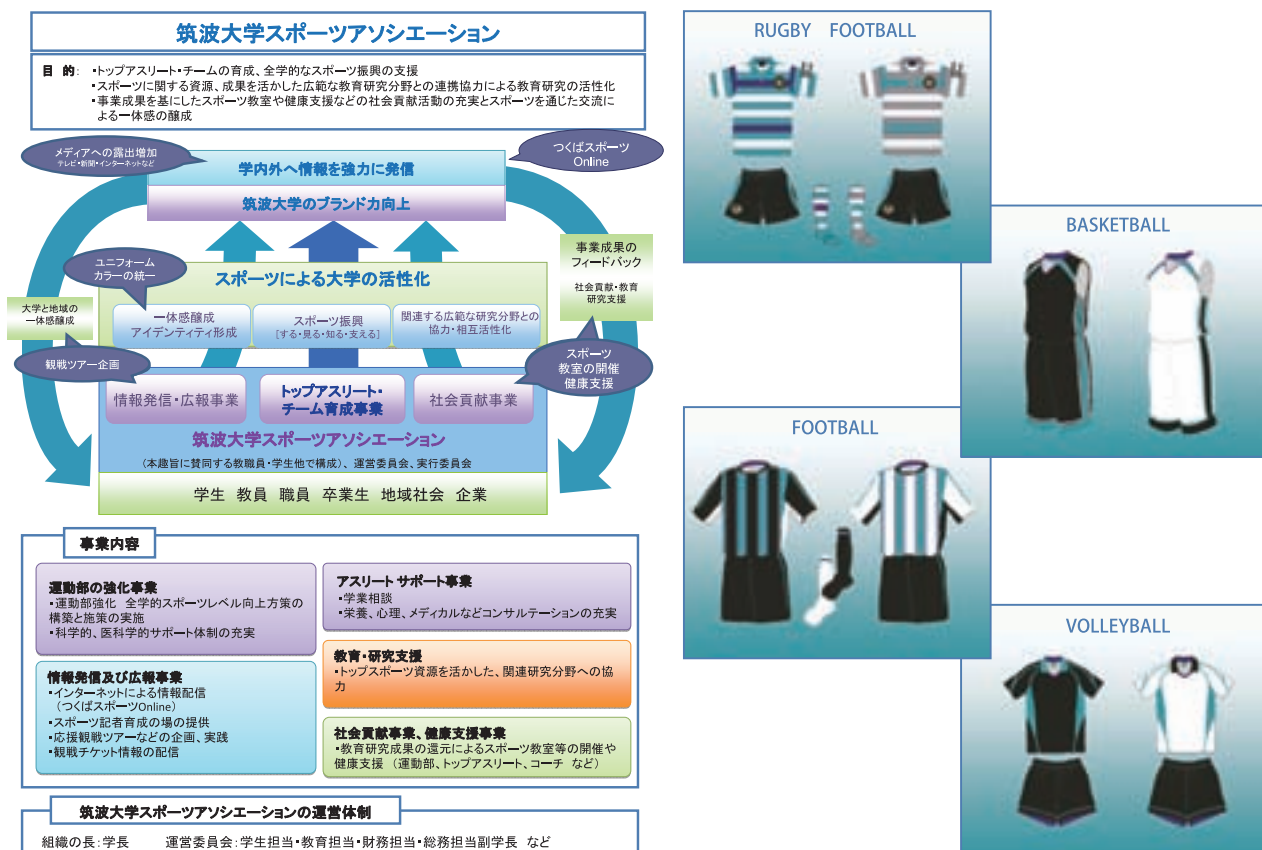 筑波大学スポーツアソシエーション
目 的: ・トップアスリート・チームの育成、全学的なスポーツ振興の支援
・スポーツに関する資源、成果を活かした広範な教育研究分野との連携協力による教育研究の活性化
・事業成果を基にしたスポーツ教室や健康支援などの社会貢献活動の充実とスポーツを通じた交流
による一体感の醸成
メディアへの露出増加
テレビ・新聞・インターネットなど
つくばスポーツ
Online
学内外へ情報を強力に発信
筑波大学のブランド力向上
ユニフォーム
カラーの統一
スポーツによる大学の活性化
事業成果の
フィードバック
社会貢献・教育
研究支援
大学と地域の
一体感醸成
一体感醸成
アイデンティティ形成
スポーツ振興
[する・見る・知る・支える]
関連する広範な研究分野との
協力・相互活性化
観戦ツアー企画
スポーツ
教室の開催
健康支援
情報発信・広報事業
トップアスリート・
チーム育成事業
社会貢献事業
筑波大学スポーツアソシエーション
(本趣旨に賛同する教職員・学生他で構成)、運営委員会、実行委員会
学生 教員 職員 卒業生 地域社会 企業
事業内容
運動部の強化事業
・運動部強化 全学的スポーツレベル向上方策の
構築と施策の実施
・科学的、医科学的サポート体制の充実
アスリート サポート事業
・学業相談
・栄養、心理、メディカルなどコンサルテーションの充実
情報発信及び広報事業
・インターネットによる情報配信
(つくばスポーツOnline)
・スポーツ記者育成の場の提供
・応援観戦ツアーなどの企画、実践
・観戦チケット情報の配信
教育・研究支援
・トップスポーツ資源を活かした、関連研究分野への協
力
社会貢献事業、健康支援事業
・教育研究成果の還元によるスポーツ教室等の開催や
健康支援 (運動部、トップアスリート、コーチ など)
筑波大学スポーツアソシエーションの運営体制
組織の長:学長 運営委員会:学生担当・教育担当・財務担当・総務担当副学長 など
RUGBY FOOTBALL
BASKETBALL
FOOTBALL
VOLLEYBALL